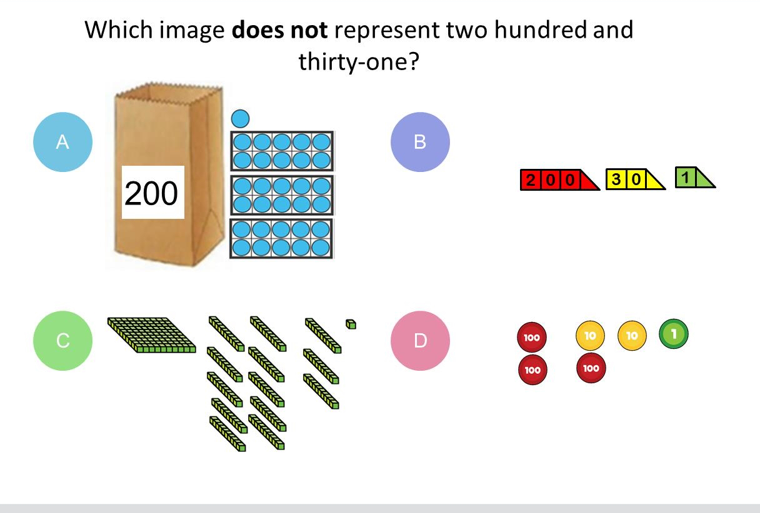 Which image does not represent two hundred and
thirty-one?
A
200
B
200 30 1
C
D
100 10 10 1
100 100